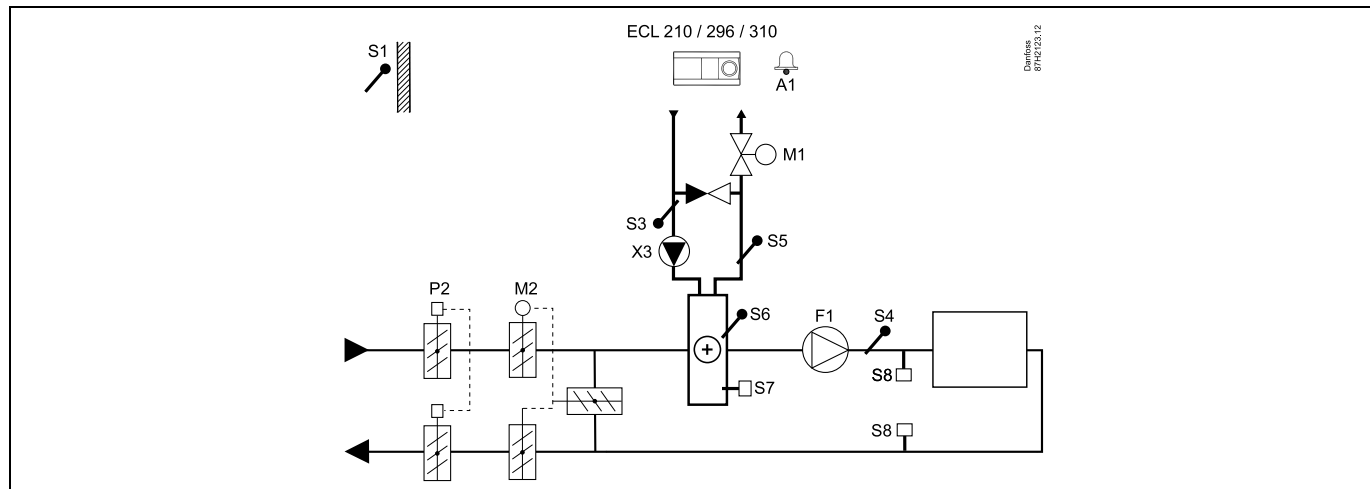 ECL 210 / 296 / 310
Danfoss
87H2123.12
S1
A1
M1
S3
S5
X3
P2
M2
S6
F1
S4
S8
S7
S8